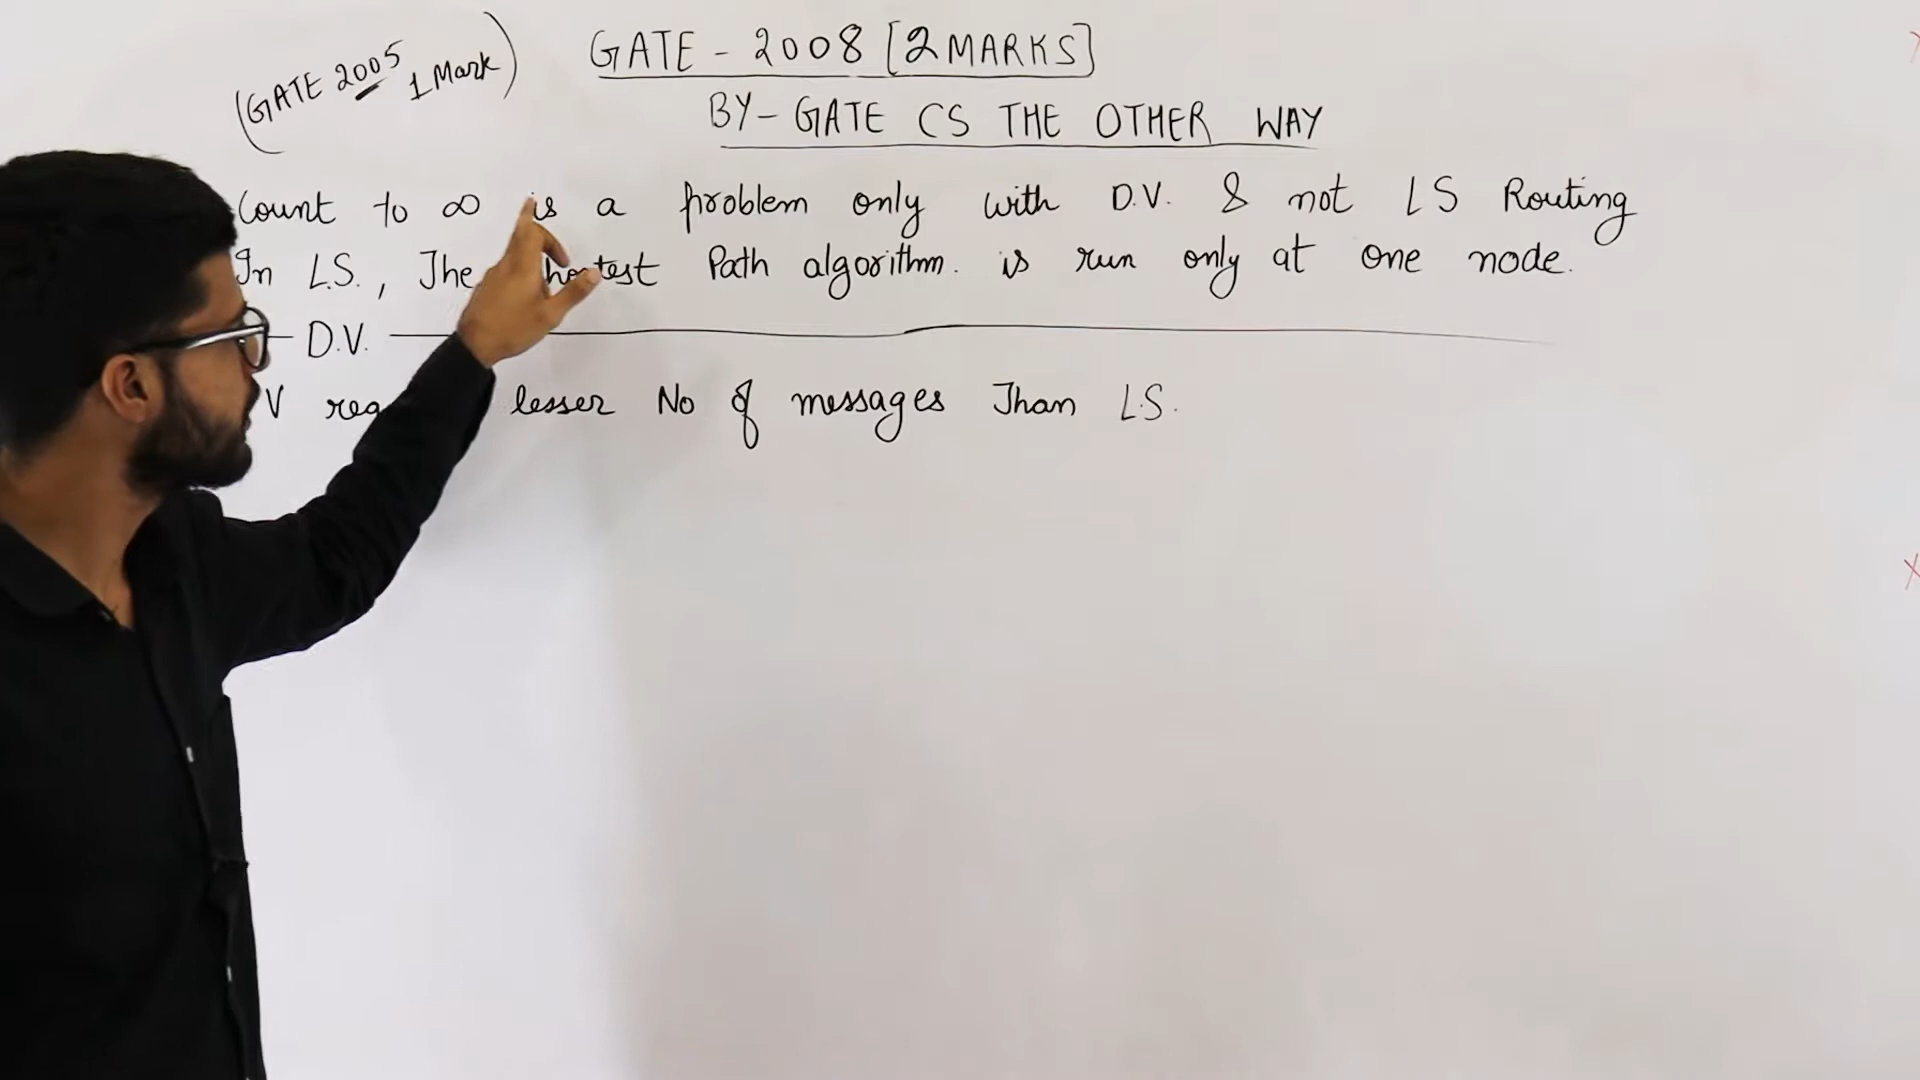 (GATE 2005 1 Mark)
GATE - 2008 [2 MARKS]
BY - GATE CS THE OTHER WAY
Count to ∞ is a problem only with D.V. & not LS Routing
In L.S., The shortest Path algorithm. is run only at one node.
— D.V. —
V req lesser No of messages Than L.S.